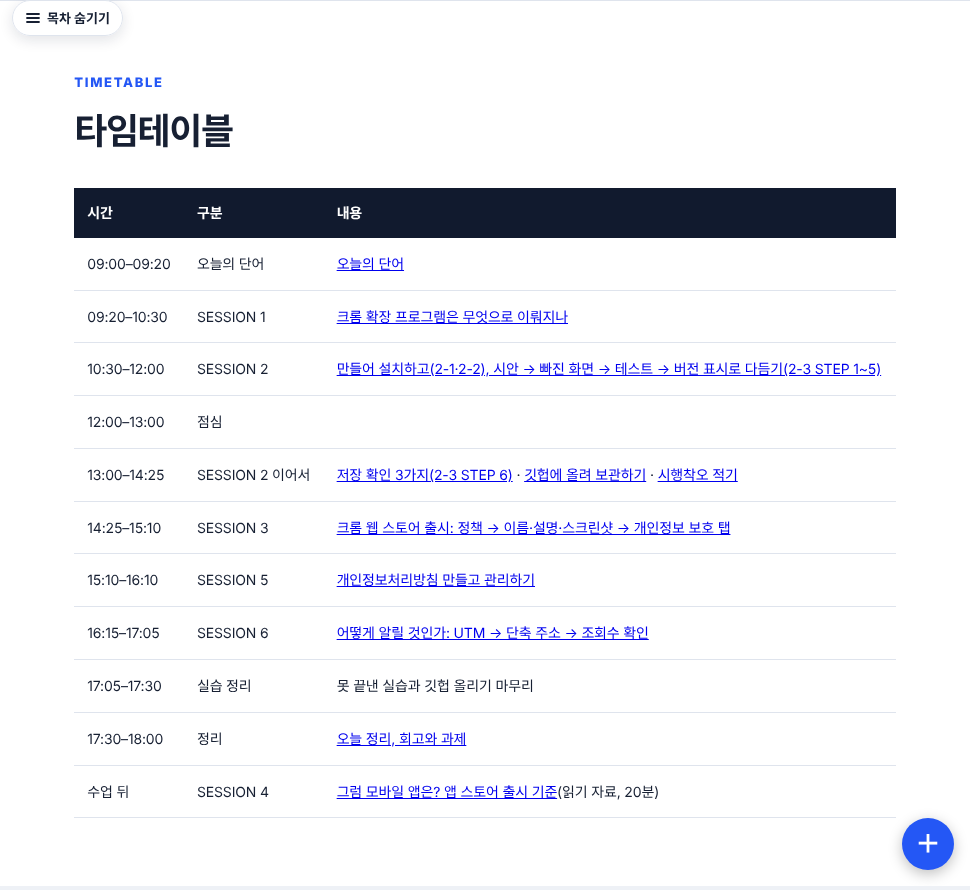 목차 숨기기
TIMETABLE
타임테이블
시간 구분 내용
09:00–09:20 오늘의 단어 오늘의 단어
09:20–10:30 SESSION 1 크롬 확장 프로그램은 무엇으로 이뤄지나
10:30–12:00 SESSION 2 만들어 설치하고(2-1·2-2), 시안 → 빠진 화면 → 테스트 → 버전 표시로 다듬기(2-3 STEP 1~5)
12:00–13:00 점심
13:00–14:25 SESSION 2 이어서 저장 확인 3가지(2-3 STEP 6) · 깃헙에 올려 보관하기 · 시행착오 적기
14:25–15:10 SESSION 3 크롬 웹 스토어 출시: 정책 → 이름·설명·스크린샷 → 개인정보 보호 탭
15:10–16:10 SESSION 5 개인정보처리방침 만들고 관리하기
16:15–17:05 SESSION 6 어떻게 알릴 것인가: UTM → 단축 주소 → 조회수 확인
17:05–17:30 실습 정리 못 끝낸 실습과 깃헙 올리기 마무리
17:30–18:00 정리 오늘 정리, 회고와 과제
수업 뒤 SESSION 4 그럼 모바일 앱은? 앱 스토어 출시 기준(읽기 자료, 20분)